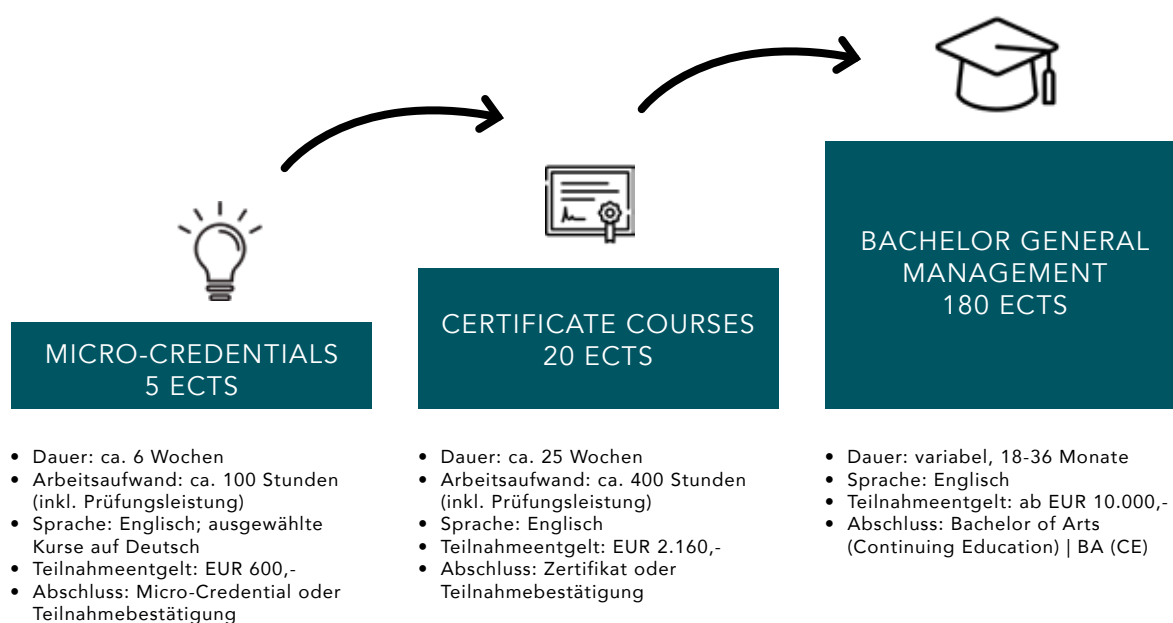 MICRO-CREDENTIALS
5 ECTS
• Dauer: ca. 6 Wochen
• Arbeitsaufwand: ca. 100 Stunden
(inkl. Prüfungsleistung)
• Sprache: Englisch; ausgewählte
Kurse auf Deutsch
• Teilnahmeentgelt: EUR 600,-
• Abschluss: Micro-Credential oder
Teilnahmebestätigung
CERTIFICATE COURSES
20 ECTS
• Dauer: ca. 25 Wochen
• Arbeitsaufwand: ca. 400 Stunden
(inkl. Prüfungsleistung)
• Sprache: Englisch
• Teilnahmeentgelt: EUR 2.160,-
• Abschluss: Zertifikat oder
Teilnahmebestätigung
BACHELOR GENERAL
MANAGEMENT
180 ECTS
• Dauer: variabel, 18-36 Monate
• Sprache: Englisch
• Teilnahmeentgelt: ab EUR 10.000,-
• Abschluss: Bachelor of Arts
(Continuing Education) | BA (CE)